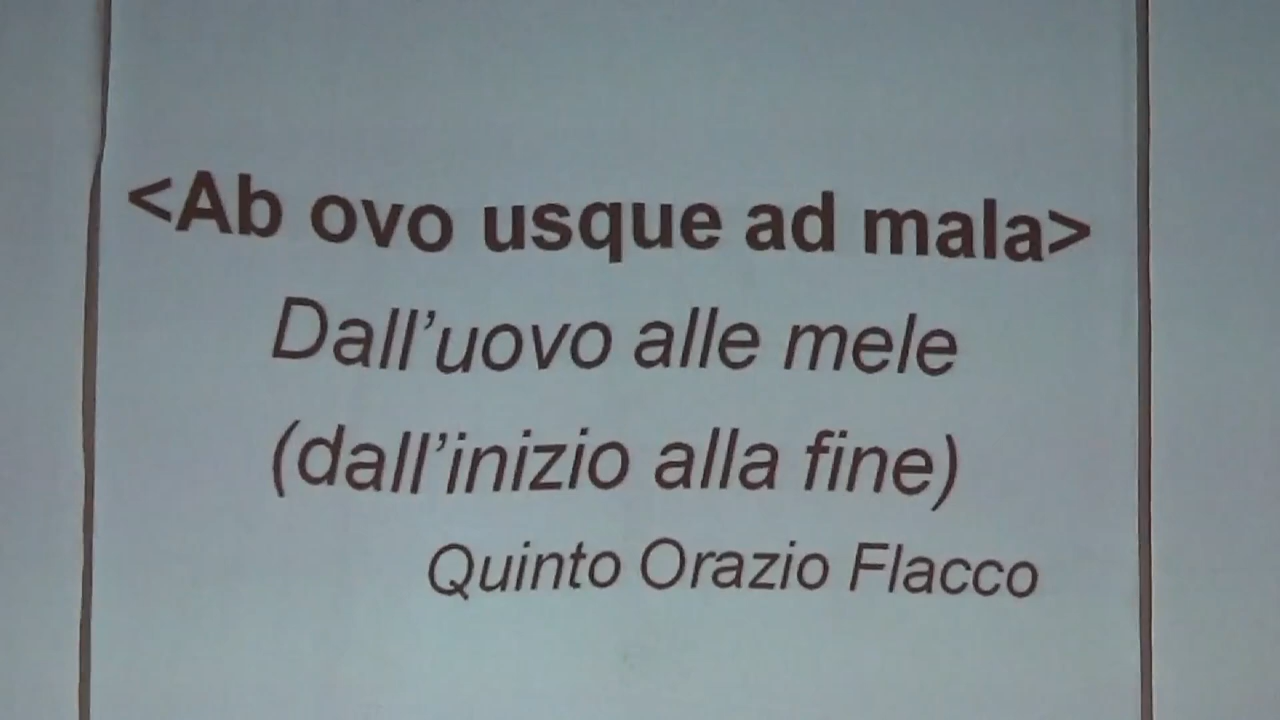 <Ab ovo usque ad mala>
Dall'uovo alle mele
(dall'inizio alla fine)
Quinto Orazio Flacco